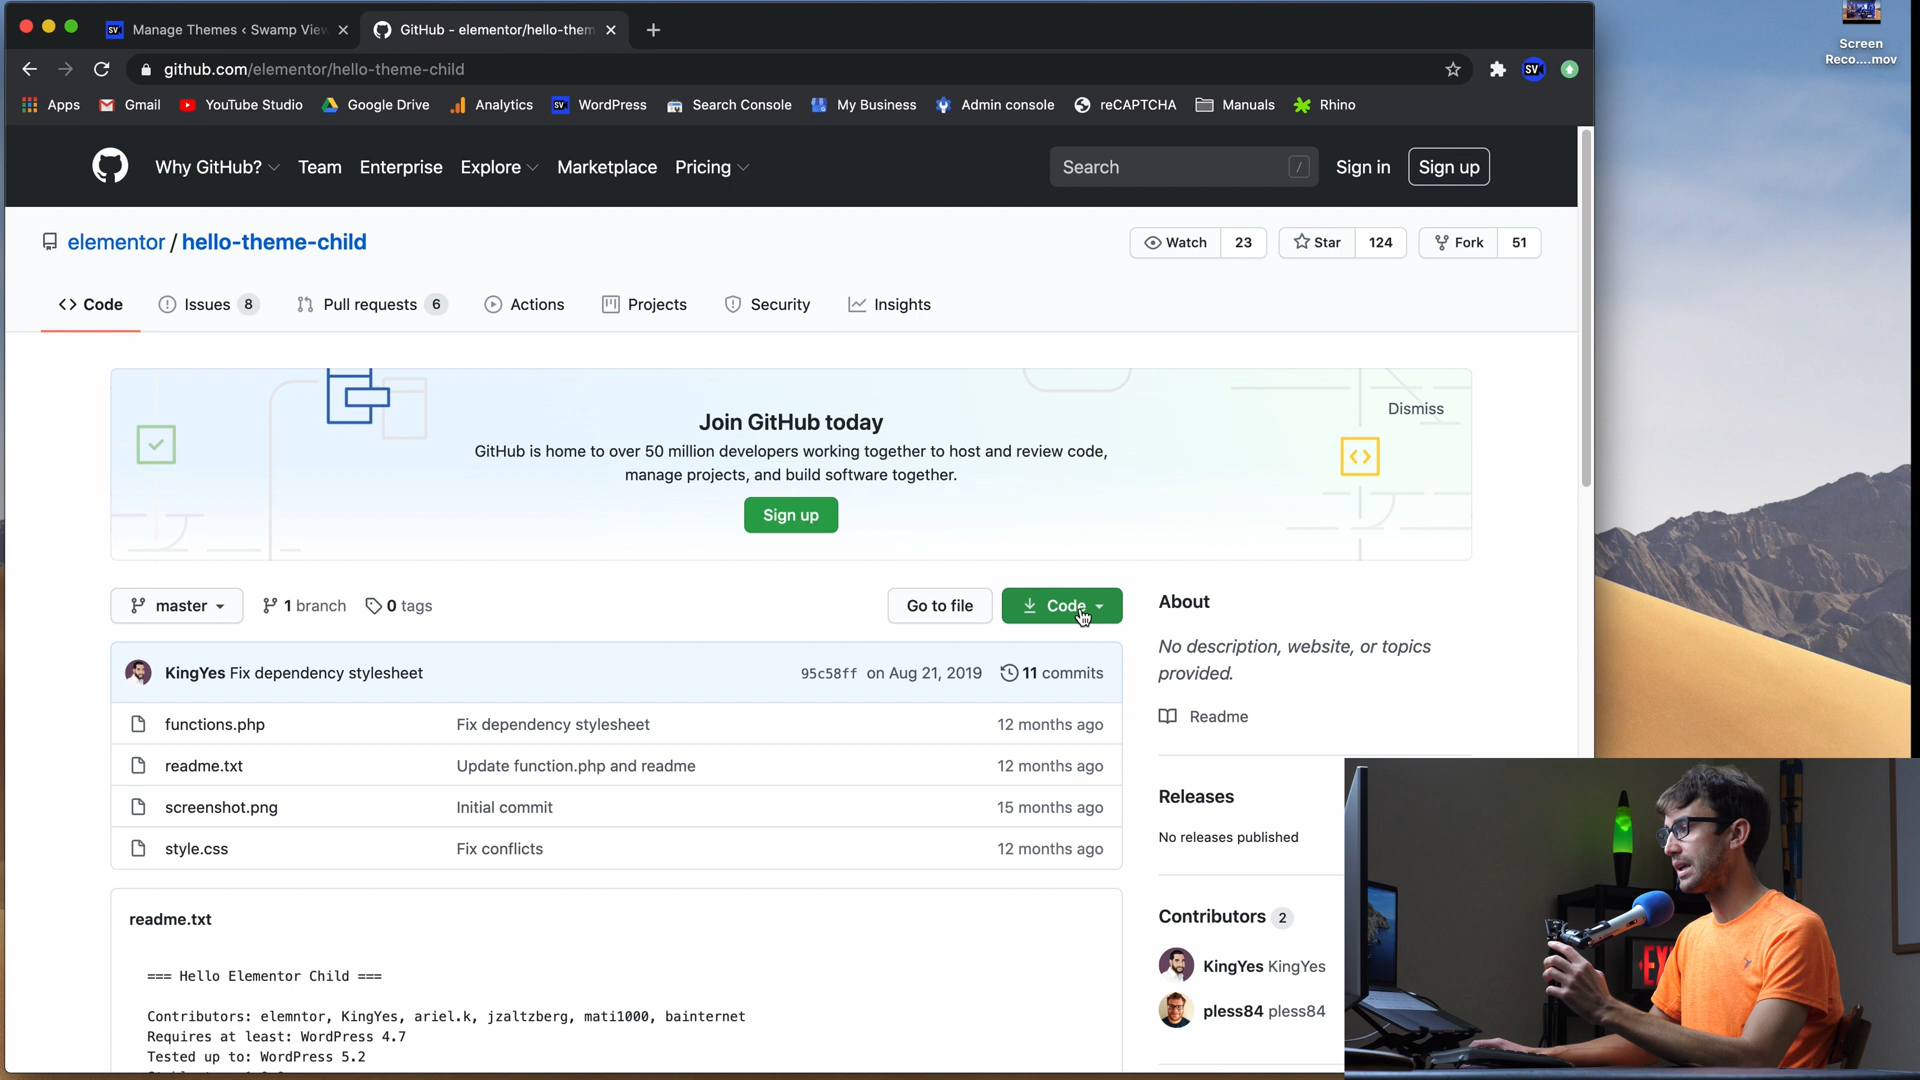 SV Manage Themes ‹ Swamp View
GitHub - elementor/hello-them
Screen
Reco....mov
github.com/elementor/hello-theme-child
SV
Apps Gmail YouTube Studio Google Drive Analytics SV WordPress Search Console My Business Admin console reCAPTCHA Manuals Rhino
Why GitHub? Team Enterprise Explore Marketplace Pricing Search / Sign in Sign up
elementor / hello-theme-child
Watch 23 Star 124 Fork 51
Code Issues 8 Pull requests 6 Actions Projects Security Insights
Dismiss
Join GitHub today
GitHub is home to over 50 million developers working together to host and review code,
manage projects, and build software together.
Sign up
master 1 branch 0 tags Go to file Code
KingYes Fix dependency stylesheet 95c58ff on Aug 21, 2019 11 commits
functions.php Fix dependency stylesheet 12 months ago
readme.txt Update function.php and readme 12 months ago
screenshot.png Initial commit 15 months ago
style.css Fix conflicts 12 months ago
readme.txt
=== Hello Elementor Child ===
Contributors: elemntor, KingYes, ariel.k, jzaltzberg, mati1000, bainternet
Requires at least: WordPress 4.7
Tested up to: WordPress 5.2
About
No description, website, or topics
provided.
Readme
Releases
No releases published
Contributors 2
KingYes KingYes
pless84 pless84